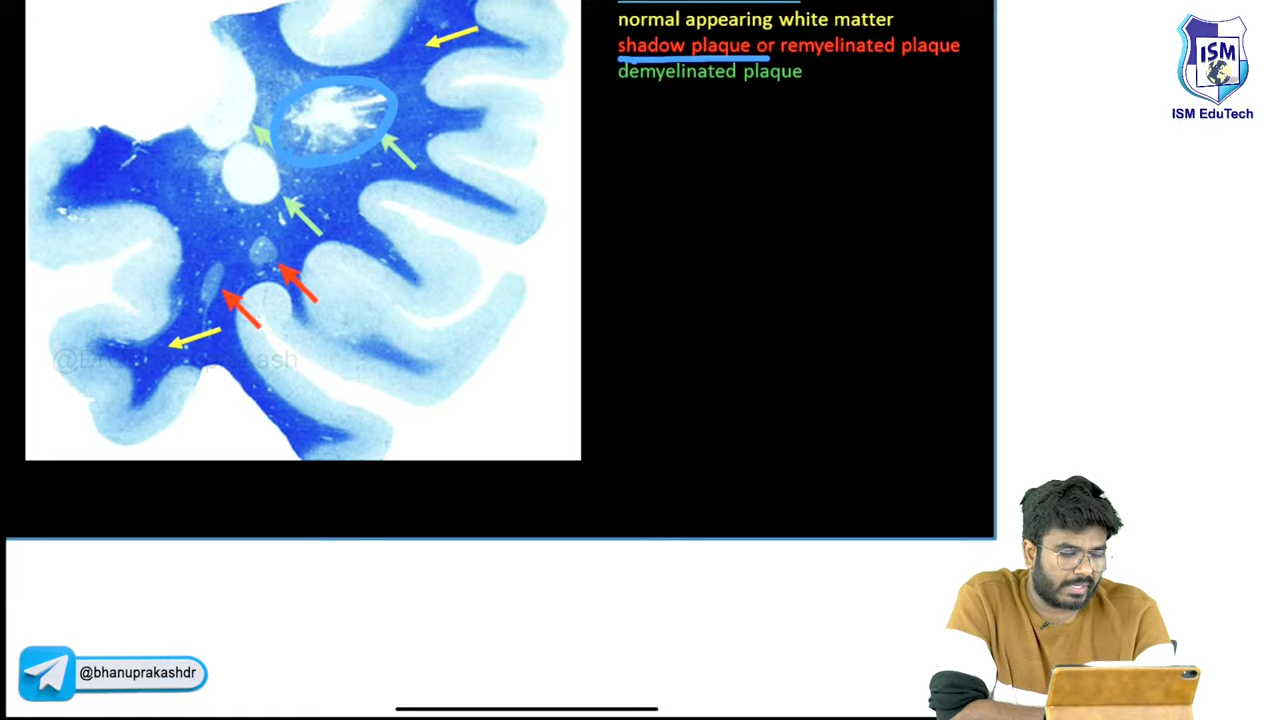 normal appearing white matter
shadow plaque or remyelinated plaque
demyelinated plaque
ISM
ISM EduTech
@bhanuprakashdr